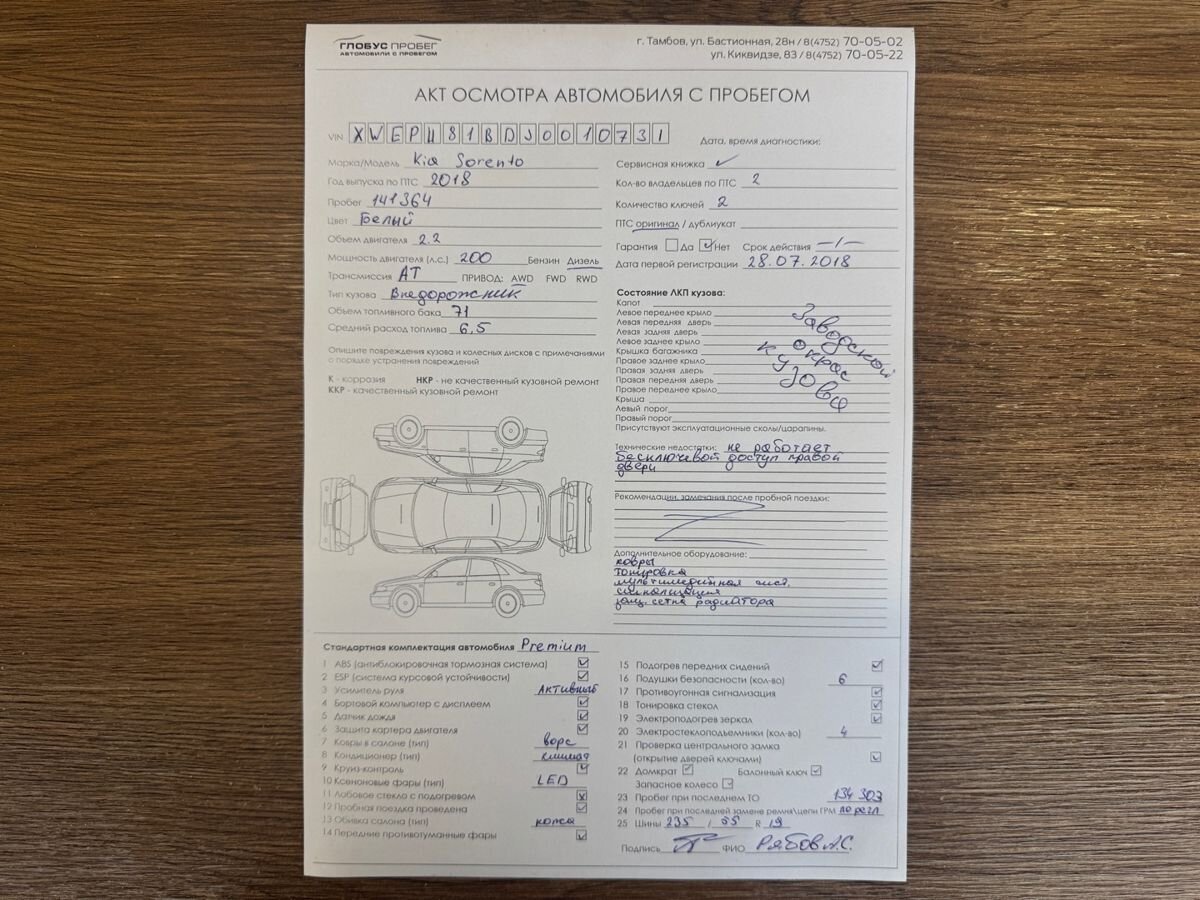 ГЛОБУС ПРОБЕГ
АВТОМОБИЛИ С ПРОБЕГОМ
г. Тамбов, ул. Бастионная, 28н / 8(4752) 70-05-02
ул. Киквидзе, 83 / 8(4752) 70-05-22
АКТ ОСМОТРА АВТОМОБИЛЯ С ПРОБЕГОМ
VIN XWEPH81BDJ0010731
Дата, время диагностики:
Марка/Модель Kia Sorento
Год выпуска по ПТС 2018
Пробег 141364
Цвет Белый
Объем двигателя 2.2
Мощность двигателя (л.с.) 200 Бензин Дизель
Трансмиссия АТ ПРИВОД: AWD FWD RWD
Тип кузова Внедорожник
Объем топливного бака 71
Средний расход топлива 6,5
Опишите повреждения кузова и колесных дисков с примечаниями
о порядке устранения повреждений
К - коррозия НКР - не качественный кузовной ремонт
ККР - качественный кузовной ремонт
Сервисная книжка ✓
Кол-во владельцев по ПТС 2
Количество ключей 2
ПТС оригинал / дубликат
Гарантия Да ✓Нет Срок действия -/-
Дата первой регистрации 28.07.2018
Состояние ЛКП кузова:
Капот
Левое переднее крыло
Левая передняя дверь
Левая задняя дверь
Левое заднее крыло
Крышка багажника
Правое заднее крыло
Правая задняя дверь
Правая передняя дверь
Правое переднее крыло
Крыша
Левый порог
Правый порог
Заводской
окрас
кузова
Присутствуют эксплуатационные сколы/царапины.
Технические недостатки: не работает
бесключевой доступ правой
двери
Рекомендации, замечания после пробной поездки:
Дополнительное оборудование:
ковры
тонировка
мультимедийная сист.
сигнализация
защ. сетка радиатора
Стандартная комплектация автомобиля Premium
1 ABS (антиблокировочная тормозная система)
2 ESP (система курсовой устойчивости)
3 Усилитель руля Активный
4 Бортовой компьютер с дисплеем
5 Датчик дождя
6 Защита картера двигателя
7 Ковры в салоне (тип) ворс
8 Кондиционер (тип) климат
9 Круиз-контроль
10 Ксеноновые фары (тип) LED
11 Лобовое стекло с подогревом
12 Пробная поездка проведена
13 Обивка салона (тип) кожа
14 Передние противотуманные фары
15 Подогрев передних сидений
16 Подушки безопасности (кол-во) 6
17 Противоугонная сигнализация
18 Тонировка стекол
19 Электроподогрев зеркал
20 Электростеклоподъемники (кол-во) 4
21 Проверка центрального замка
(открытие дверей ключами)
22 Домкрат Балонный ключ
Запасное колесо
23 Пробег при последнем ТО 134 303
24 Пробег при последней замене ремня/цепи ГРМ по регл
25 Шины 235 / 55 R 19
Подпись ФИО Рябов А.С.